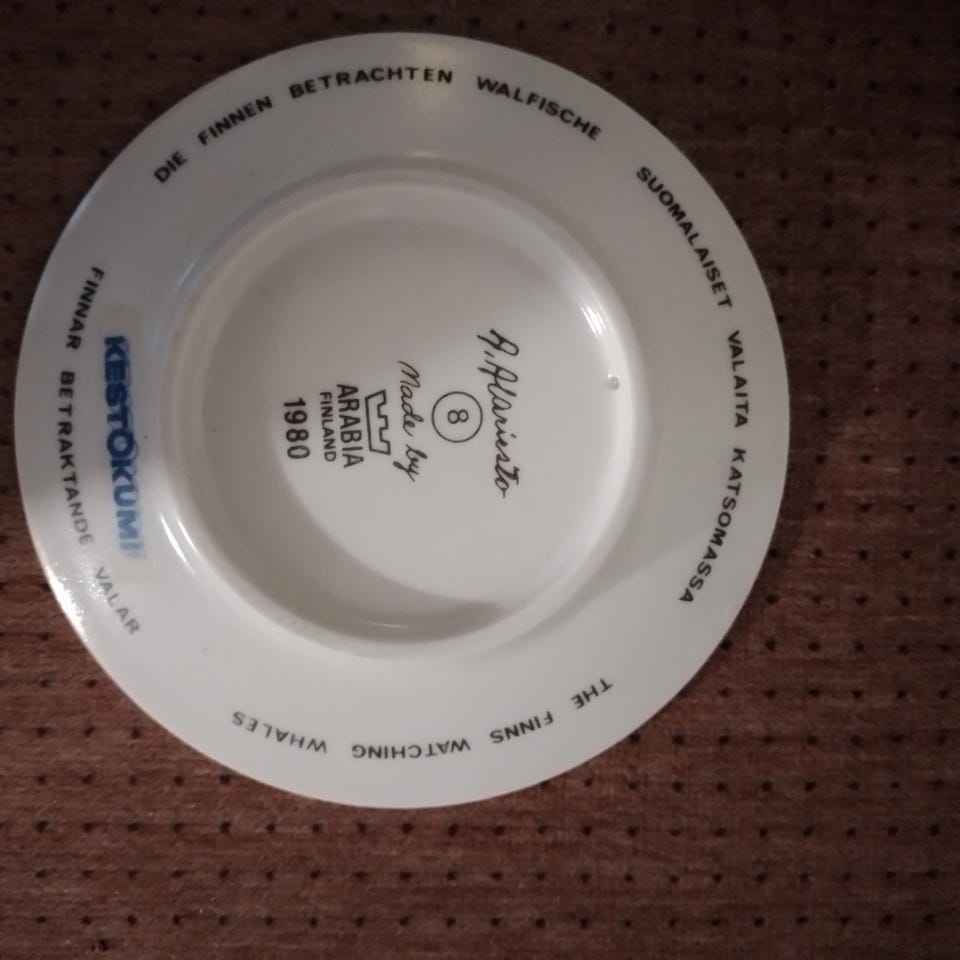 SUOMALAISET VALAITA KATSOMASSA
THE FINNS WATCHING WHALES
FINNAR BETRAKTANDE VALAR
DIE FINNEN BETRACHTEN WALFISCHE
A. Alariesto
8
Made by
ARABIA
FINLAND
1980
KESTOKUMI